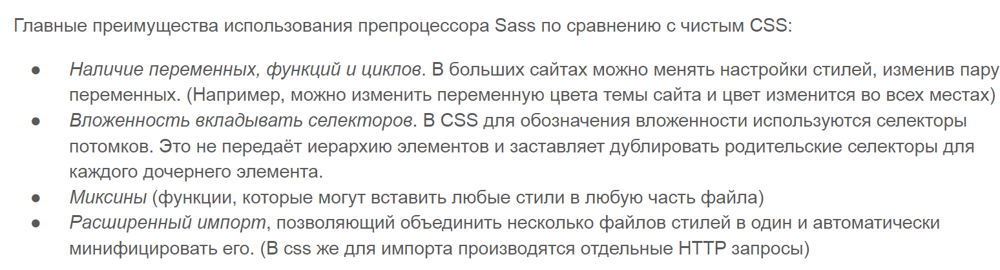 Главные преимущества использования препроцессора Sass по сравнению с чистым CSS:
● Наличие переменных, функций и циклов. В больших сайтах можно менять настройки стилей, изменив пару
переменных. (Например, можно изменить переменную цвета темы сайта и цвет изменится во всех местах)
● Вложенность вкладывать селекторов. В CSS для обозначения вложенности используются селекторы
потомков. Это не передаёт иерархию элементов и заставляет дублировать родительские селекторы для
каждого дочернего элемента.
● Миксины (функции, которые могут вставить любые стили в любую часть файла)
● Расширенный импорт, позволяющий объединить несколько файлов стилей в один и автоматически
минифицировать его. (В css же для импорта производятся отдельные HTTP запросы)